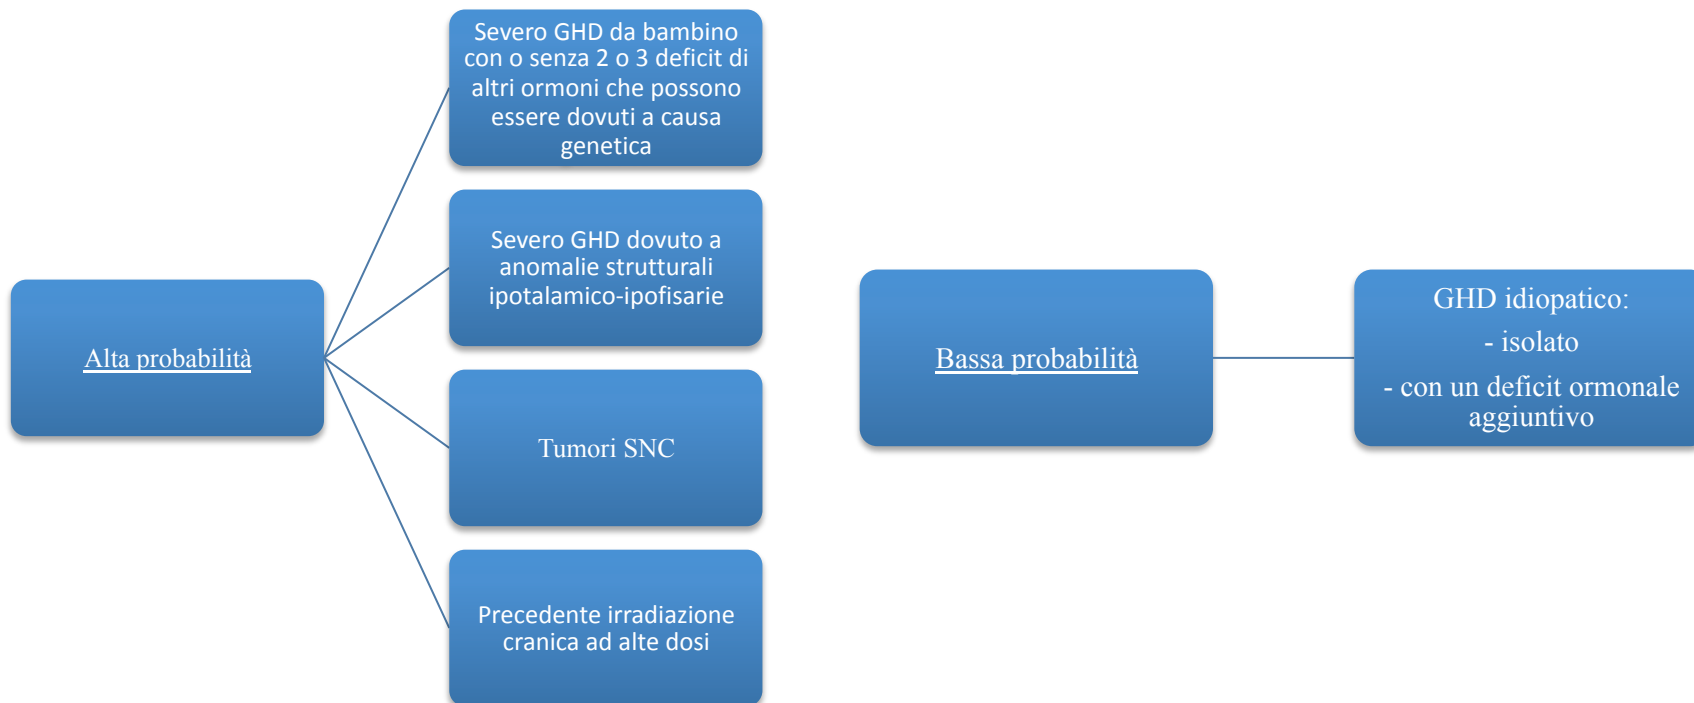 Alta probabilità
Severo GHD da bambino
con o senza 2 o 3 deficit di
altri ormoni che possono
essere dovuti a causa
genetica
Severo GHD dovuto a
anomalie strutturali
ipotalamico-ipofisarie
Tumori SNC
Precedente irradiazione
cranica ad alte dosi
Bassa probabilità
GHD idiopatico:
- isolato
- con un deficit ormonale
aggiuntivo